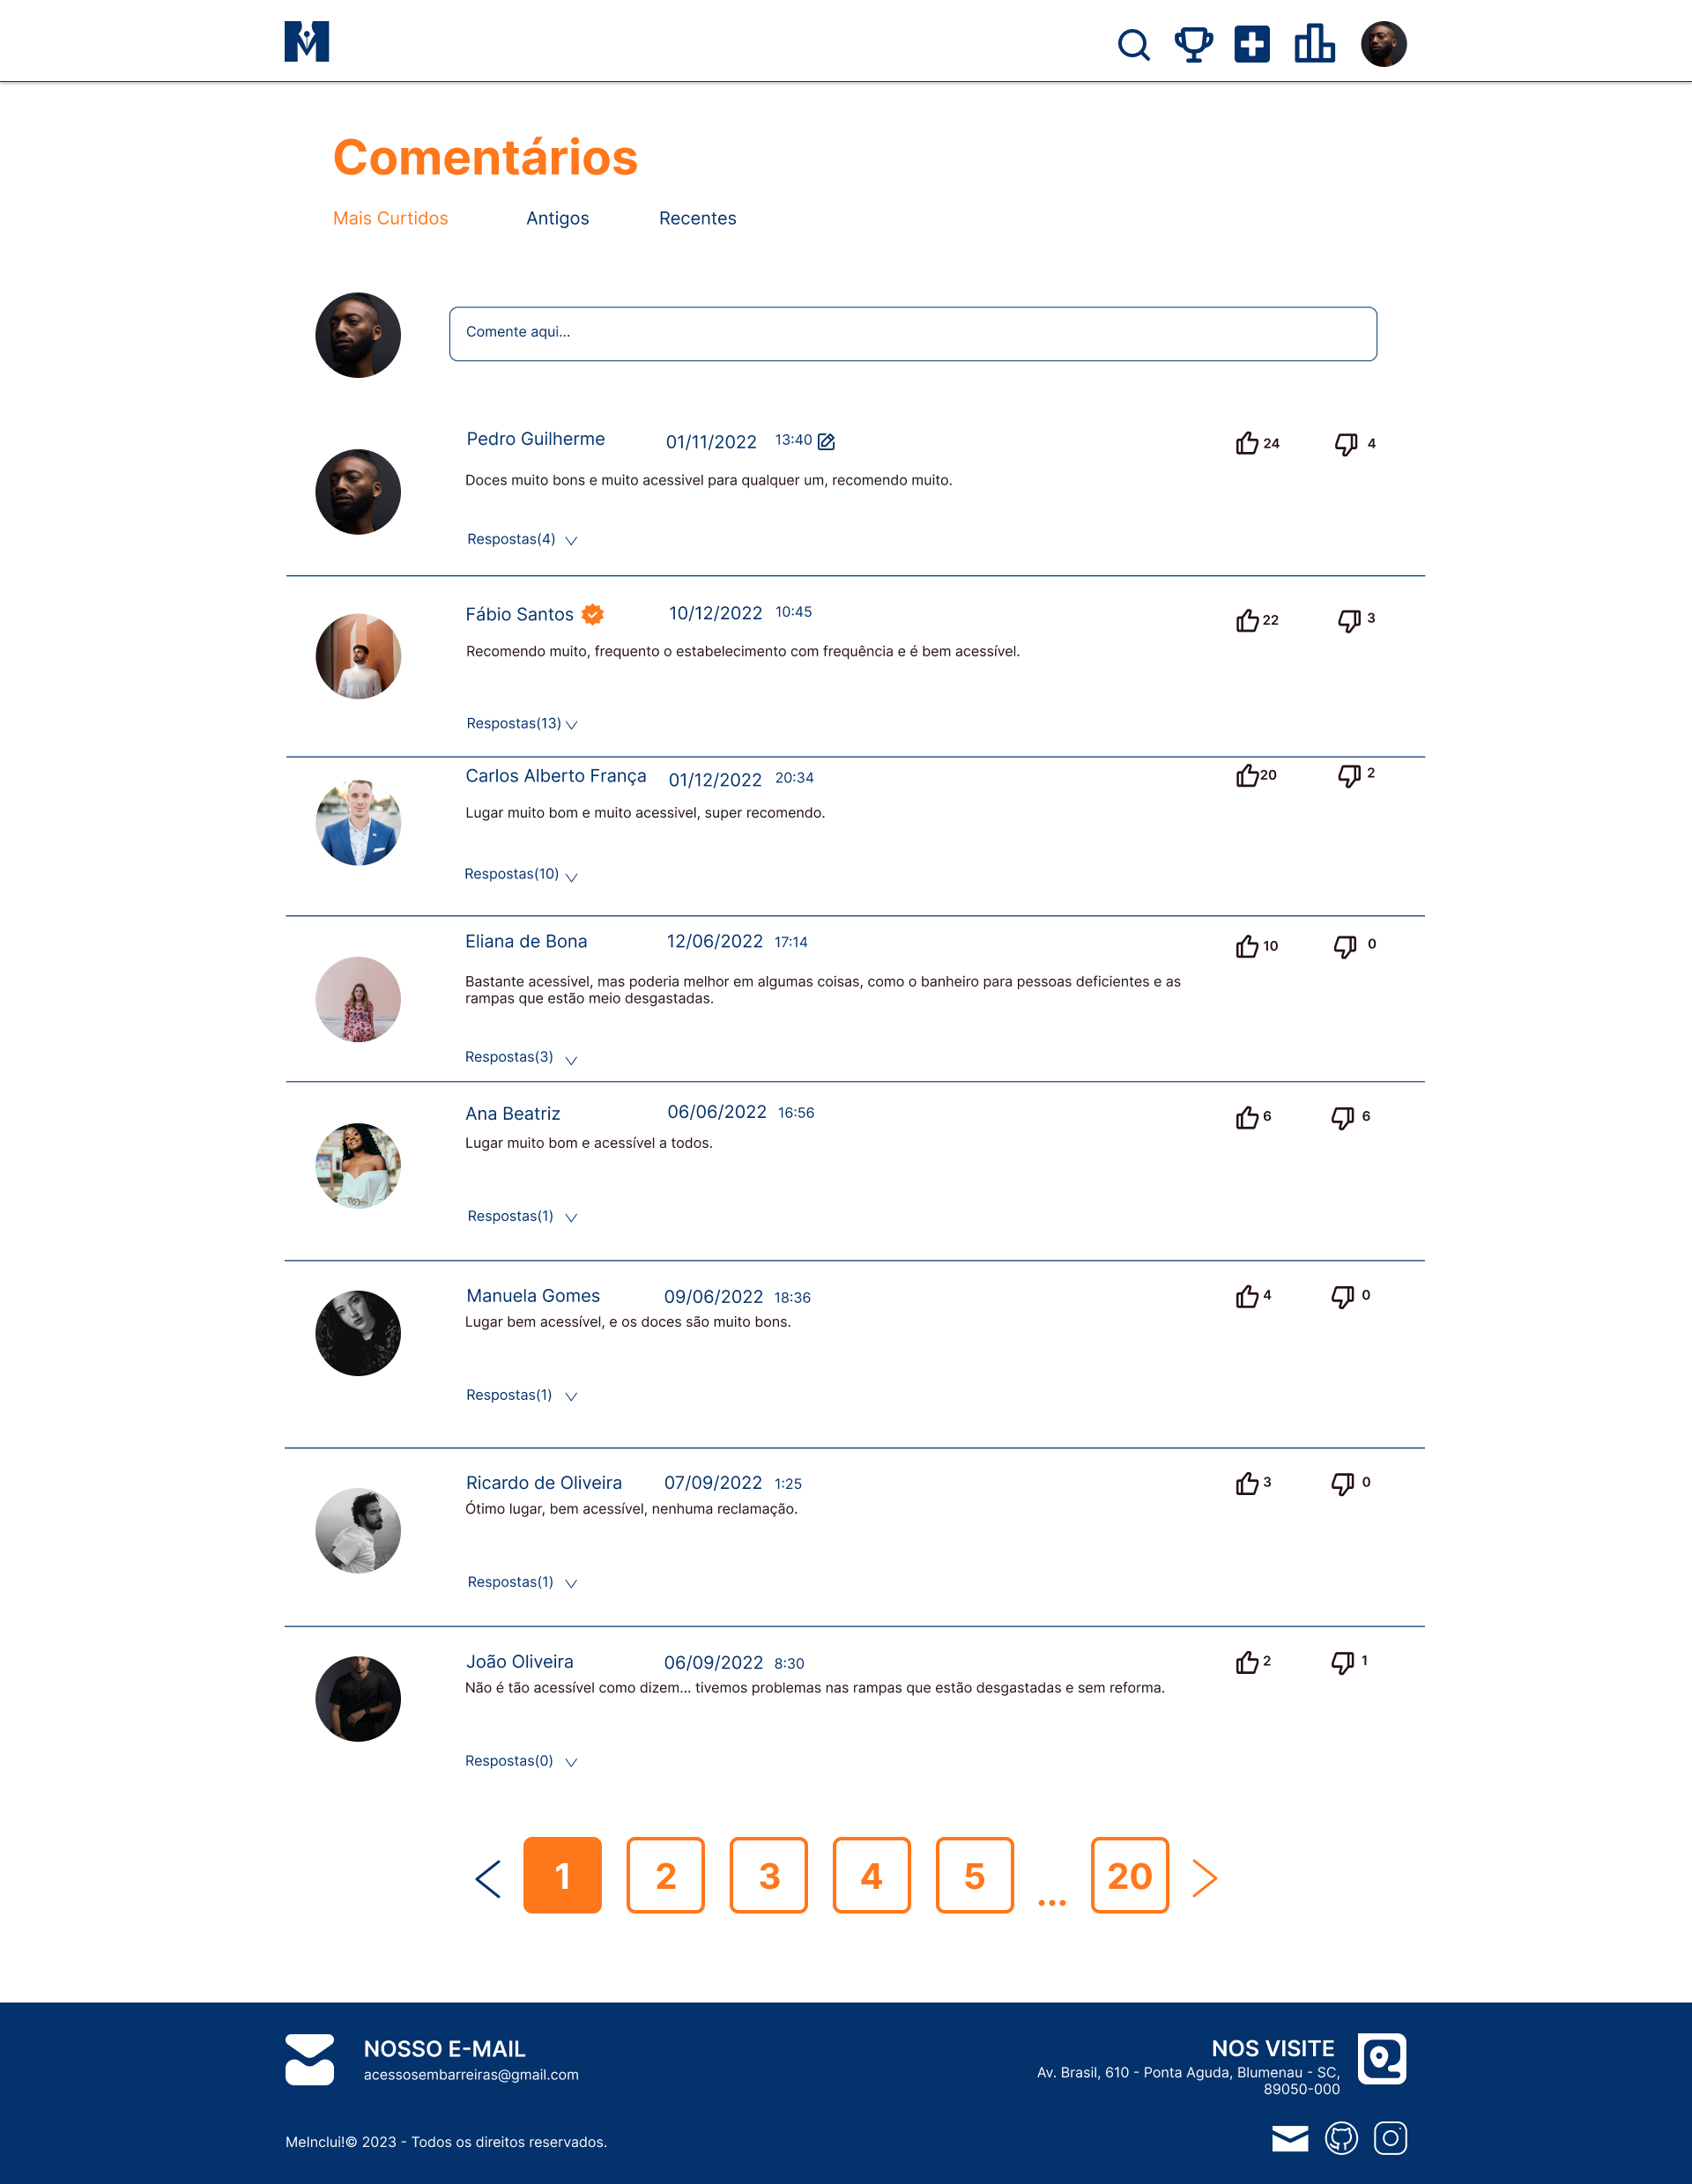 M
Comentários
Mais Curtidos Antigos Recentes
Comente aqui...
Pedro Guilherme 01/11/2022 13:40 24 4
Doces muito bons e muito acessivel para qualquer um, recomendo muito.
Respostas(4)
Fábio Santos 10/12/2022 10:45 22 3
Recomendo muito, frequento o estabelecimento com frequência e é bem acessível.
Respostas(13)
Carlos Alberto França 01/12/2022 20:34 20 2
Lugar muito bom e muito acessivel, super recomendo.
Respostas(10)
Eliana de Bona 12/06/2022 17:14 10 0
Bastante acessivel, mas poderia melhor em algumas coisas, como o banheiro para pessoas deficientes e as
rampas que estão meio desgastadas.
Respostas(3)
Ana Beatriz 06/06/2022 16:56 6 6
Lugar muito bom e acessível a todos.
Respostas(1)
Manuela Gomes 09/06/2022 18:36 4 0
Lugar bem acessível, e os doces são muito bons.
Respostas(1)
Ricardo de Oliveira 07/09/2022 1:25 3 0
Ótimo lugar, bem acessível, nenhuma reclamação.
Respostas(1)
João Oliveira 06/09/2022 8:30 2 1
Não é tão acessível como dizem... tivemos problemas nas rampas que estão desgastadas e sem reforma.
Respostas(0)
1 2 3 4 5 ... 20
NOSSO E-MAIL
acessosembarreiras@gmail.com
NOS VISITE
Av. Brasil, 610 - Ponta Aguda, Blumenau - SC,
89050-000
MeInclui!© 2023 - Todos os direitos reservados.